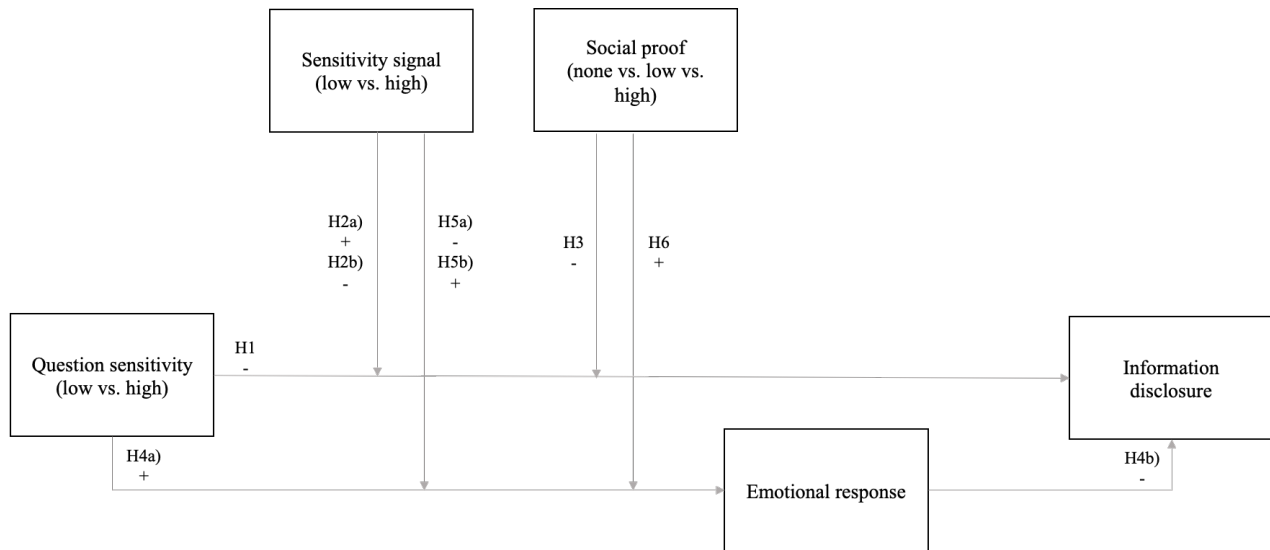 Sensitivity signal
(low vs. high)
Social proof
(none vs. low vs.
high)
H2a)
+
H2b)
-
H5a)
-
H5b)
+
H3
-
H6
+
Question sensitivity
(low vs. high)
H1
-
Information
disclosure
H4a)
+
Emotional response
H4b)
-